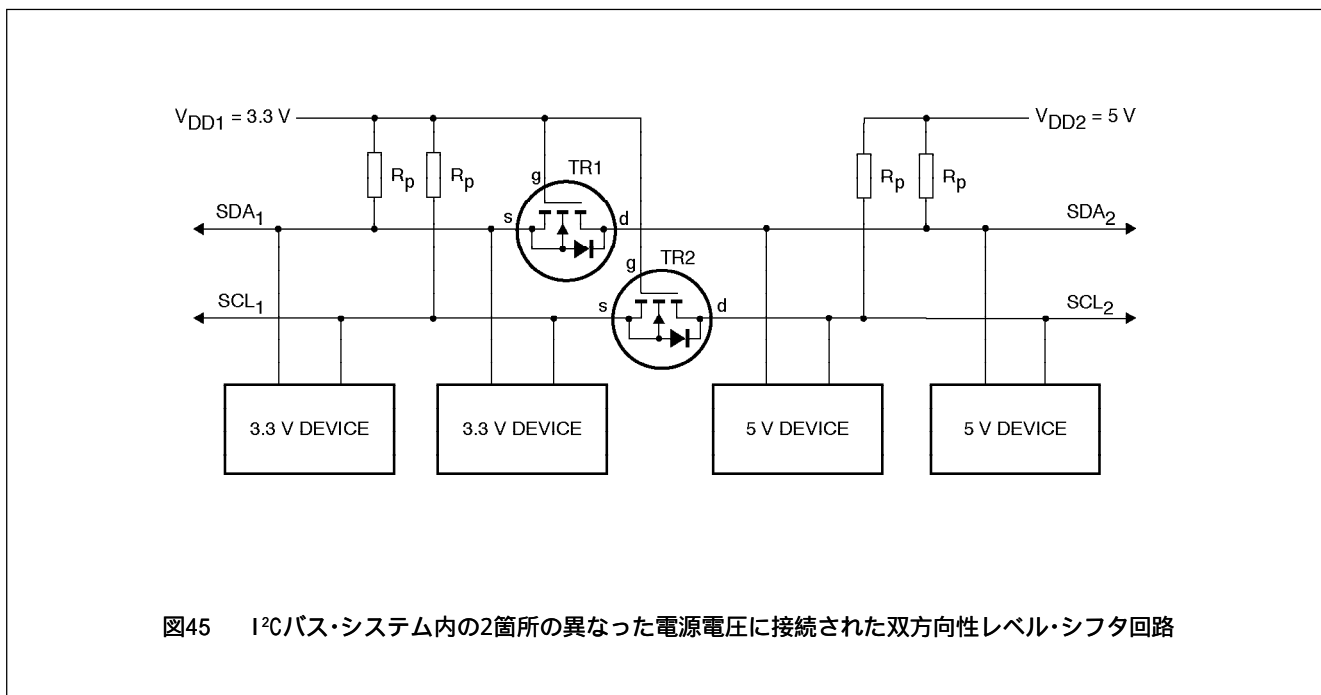 V_DD1 = 3.3 V
V_DD2 = 5 V
R_p
R_p
TR1
g
R_p
R_p
SDA_1
s
d
SDA_2
TR2
g
SCL_1
s
d
SCL_2
3.3 V DEVICE
3.3 V DEVICE
5 V DEVICE
5 V DEVICE
図45 I²Cバス・システム内の2箇所の異なった電源電圧に接続された双方向性レベル・シフタ回路